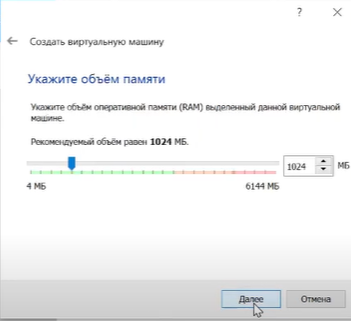 ?
Создать виртуальную машину
Укажите объём памяти
Укажите объём оперативной памяти (RAM) выделенный данной виртуальной
машине.
Рекомендуемый объём равен 1024 МБ.
1024 МБ
4 МБ 6144 МБ
Далее Отмена